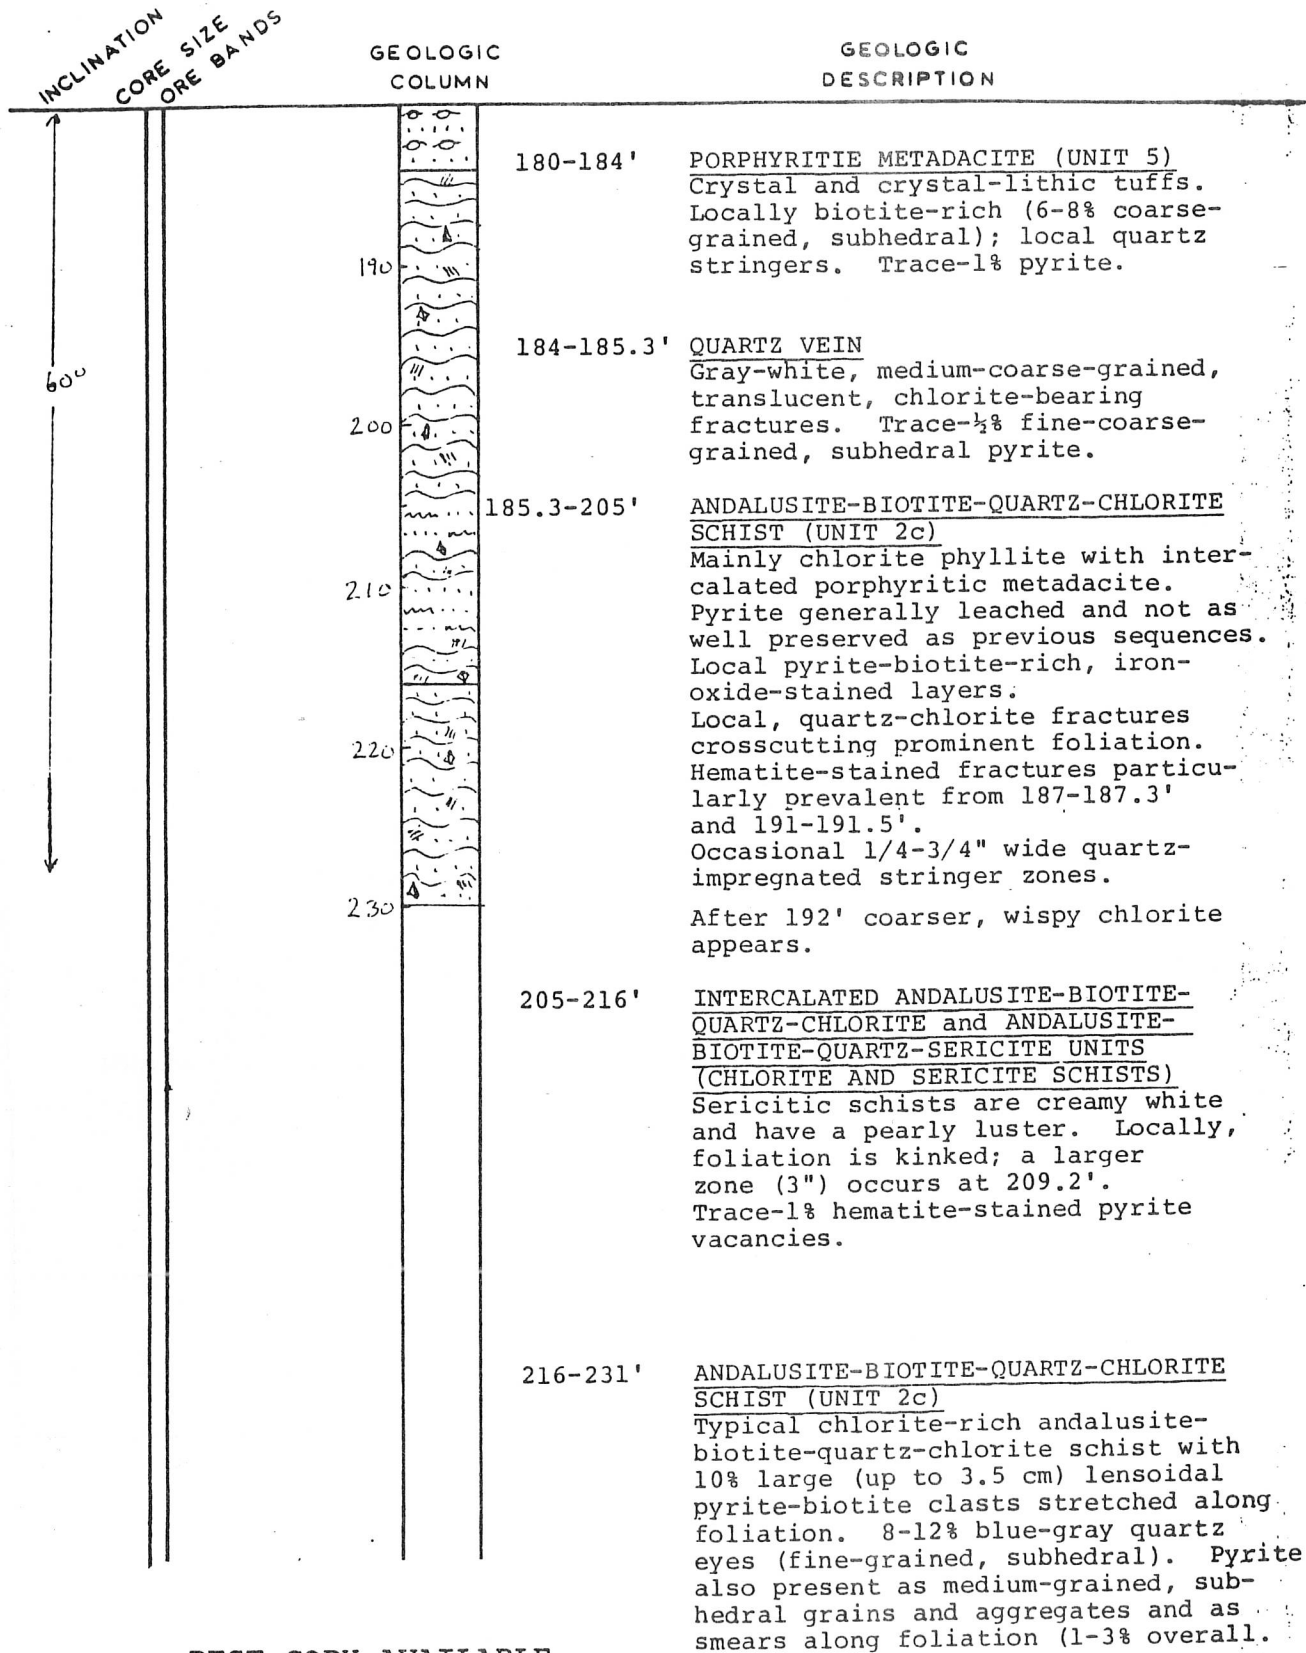 INCLINATION
CORE SIZE
ORE BANDS
GEOLOGIC
COLUMN
GEOLOGIC
DESCRIPTION
180-184' PORPHYRITIE METADACITE (UNIT 5)
Crystal and crystal-lithic tuffs.
Locally biotite-rich (6-8% coarse-
grained, subhedral); local quartz
stringers. Trace-1% pyrite.
190
184-185.3' QUARTZ VEIN
Gray-white, medium-coarse-grained,
translucent, chlorite-bearing
fractures. Trace-½% fine-coarse-
grained, subhedral pyrite.
60°
200
185.3-205' ANDALUSITE-BIOTITE-QUARTZ-CHLORITE
SCHIST (UNIT 2c)
Mainly chlorite phyllite with inter-
calated porphyritic metadacite.
Pyrite generally leached and not as
well preserved as previous sequences.
Local pyrite-biotite-rich, iron-
oxide-stained layers.
Local, quartz-chlorite fractures
crosscutting prominent foliation.
Hematite-stained fractures particu-
larly prevalent from 187-187.3'
and 191-191.5'.
Occasional 1/4-3/4" wide quartz-
impregnated stringer zones.
After 192' coarser, wispy chlorite
appears.
210
220
230
205-216' INTERCALATED ANDALUSITE-BIOTITE-
QUARTZ-CHLORITE and ANDALUSITE-
BIOTITE-QUARTZ-SERICITE UNITS
(CHLORITE AND SERICITE SCHISTS)
Sericitic schists are creamy white
and have a pearly luster. Locally,
foliation is kinked; a larger
zone (3") occurs at 209.2'.
Trace-1% hematite-stained pyrite
vacancies.
216-231' ANDALUSITE-BIOTITE-QUARTZ-CHLORITE
SCHIST (UNIT 2c)
Typical chlorite-rich andalusite-
biotite-quartz-chlorite schist with
10% large (up to 3.5 cm) lensoidal
pyrite-biotite clasts stretched along
foliation. 8-12% blue-gray quartz
eyes (fine-grained, subhedral). Pyrite
also present as medium-grained, sub-
hedral grains and aggregates and as
smears along foliation (1-3% overall.
BEST COPY AVAILABLE